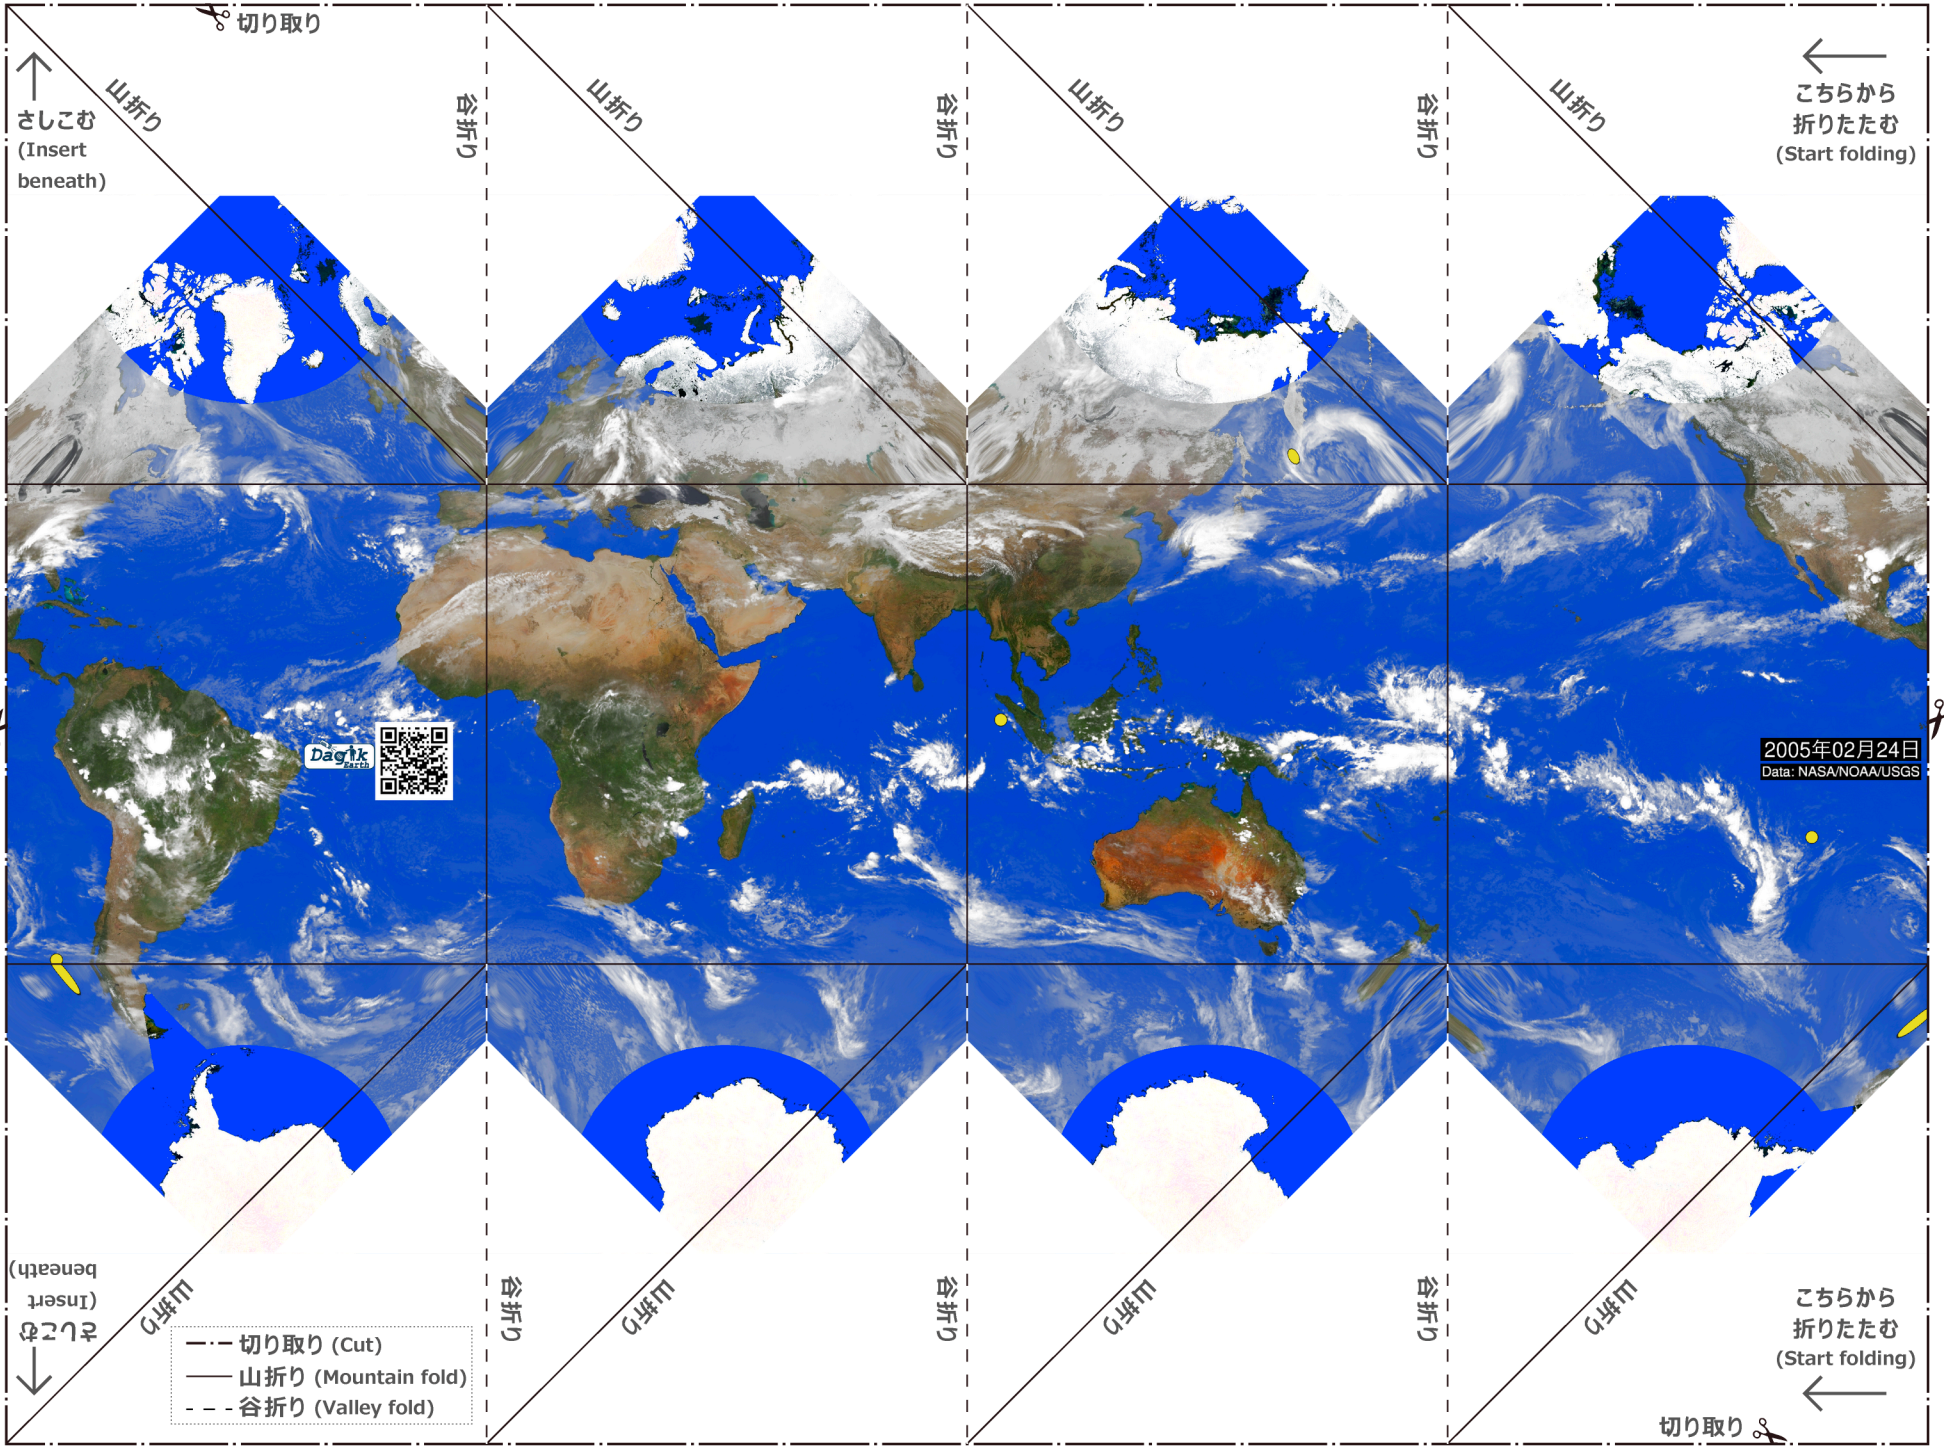 切り取り
山折り
谷折り
山折り
谷折り
山折り
谷折り
山折り
さしこむ
(Insert
beneath)
こちらから
折りたたむ
(Start folding)
Dagik
Earth
2005年02月24日
Data: NASA/NOAA/USGS
さしこむ
(Insert
beneath)
山折り
谷折り
山折り
谷折り
山折り
谷折り
山折り
切り取り (Cut)
山折り (Mountain fold)
谷折り (Valley fold)
こちらから
折りたたむ
(Start folding)
切り取り